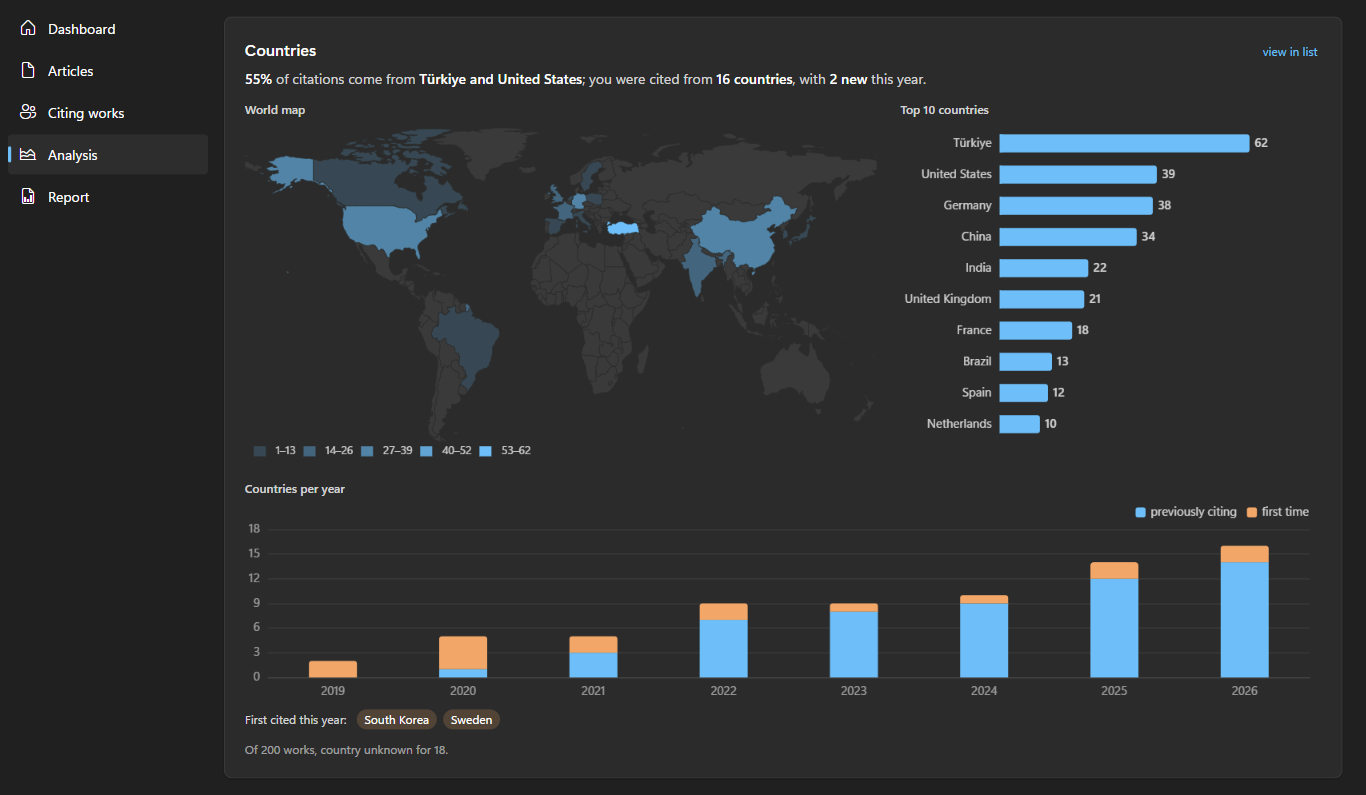 Dashboard
Articles
Citing works
Analysis
Report
Countries
view in list
55% of citations come from Türkiye and United States; you were cited from 16 countries, with 2 new this year.
World map
1–13
14–26
27–39
40–52
53–62
Top 10 countries
Türkiye 62
United States 39
Germany 38
China 34
India 22
United Kingdom 21
France 18
Brazil 13
Spain 12
Netherlands 10
Countries per year
previously citing
first time
18
15
12
9
6
3
0
2019 2020 2021 2022 2023 2024 2025 2026
First cited this year: South Korea Sweden
Of 200 works, country unknown for 18.